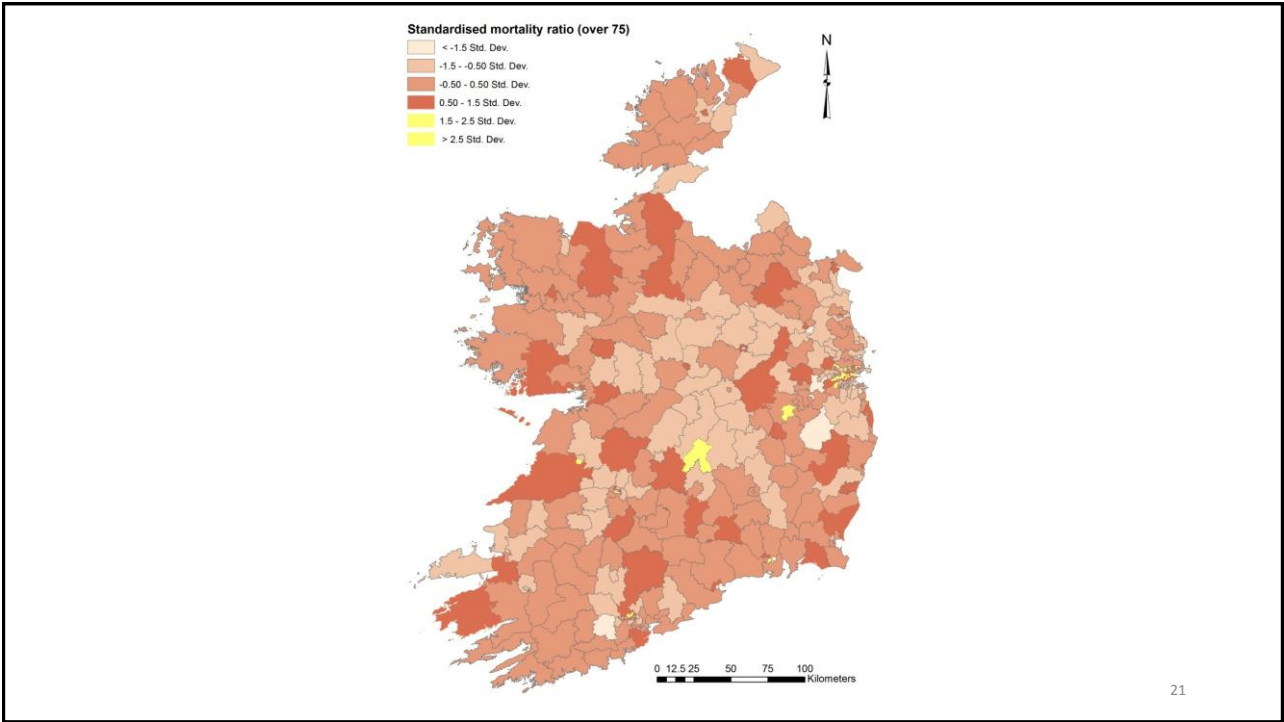 Standardised mortality ratio (over 75)
< -1.5 Std. Dev.
-1.5 - -0.50 Std. Dev.
-0.50 - 0.50 Std. Dev.
0.50 - 1.5 Std. Dev.
1.5 - 2.5 Std. Dev.
> 2.5 Std. Dev.
N
0 12.5 25 50 75 100
Kilometers
21